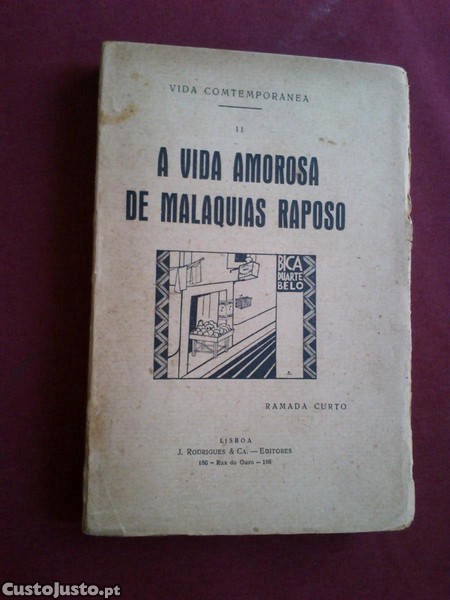 VIDA COMTEMPORANEA
II
A VIDA AMOROSA
DE MALAQUIAS RAPOSO
BICA
DUARTE
BELO
RAMADA CURTO
LISBOA
J. RODRIGUES & CA. — EDITORES
186 — RUA DO OURO — 188
CustoJusto.pt